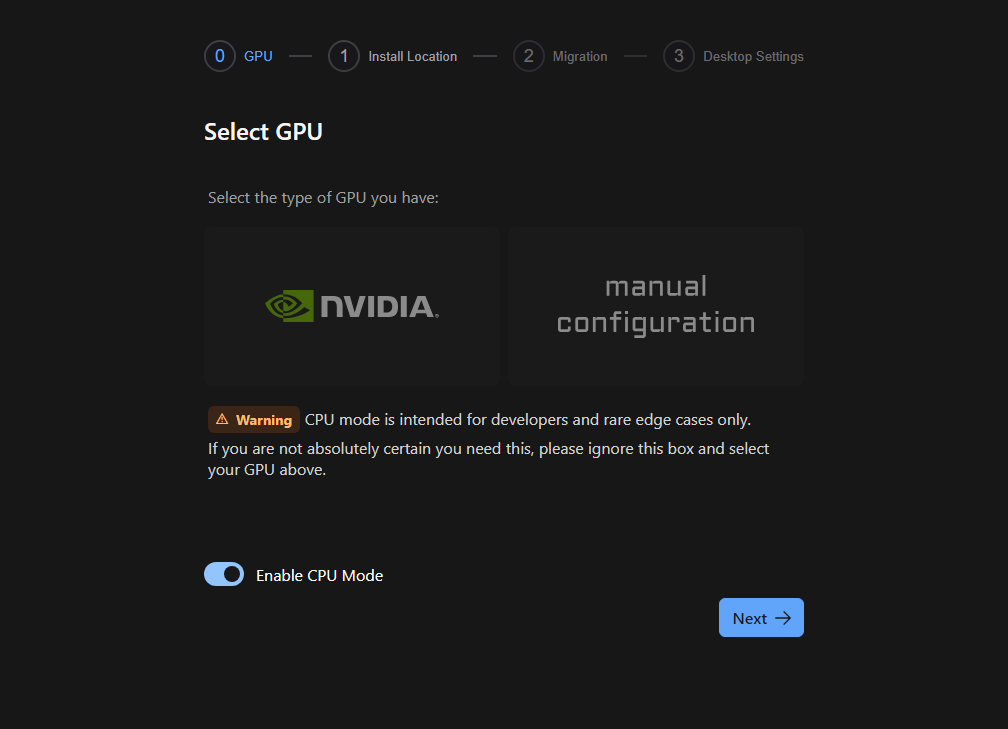 0 GPU 1 Install Location 2 Migration 3 Desktop Settings
Select GPU
Select the type of GPU you have:
NVIDIA.
manual
configuration
Warning CPU mode is intended for developers and rare edge cases only.
If you are not absolutely certain you need this, please ignore this box and select
your GPU above.
Enable CPU Mode
Next